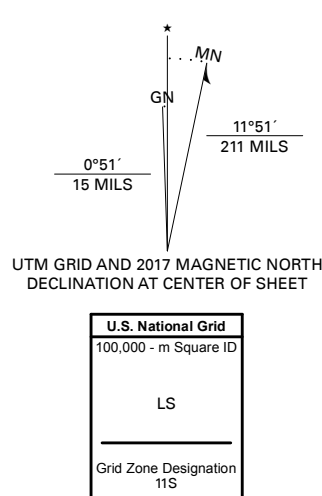 ★
MN
GN
11°51´
211 MILS
0°51´
15 MILS
UTM GRID AND 2017 MAGNETIC NORTH
DECLINATION AT CENTER OF SHEET
U.S. National Grid
100,000 - m Square ID
LS
Grid Zone Designation
11S